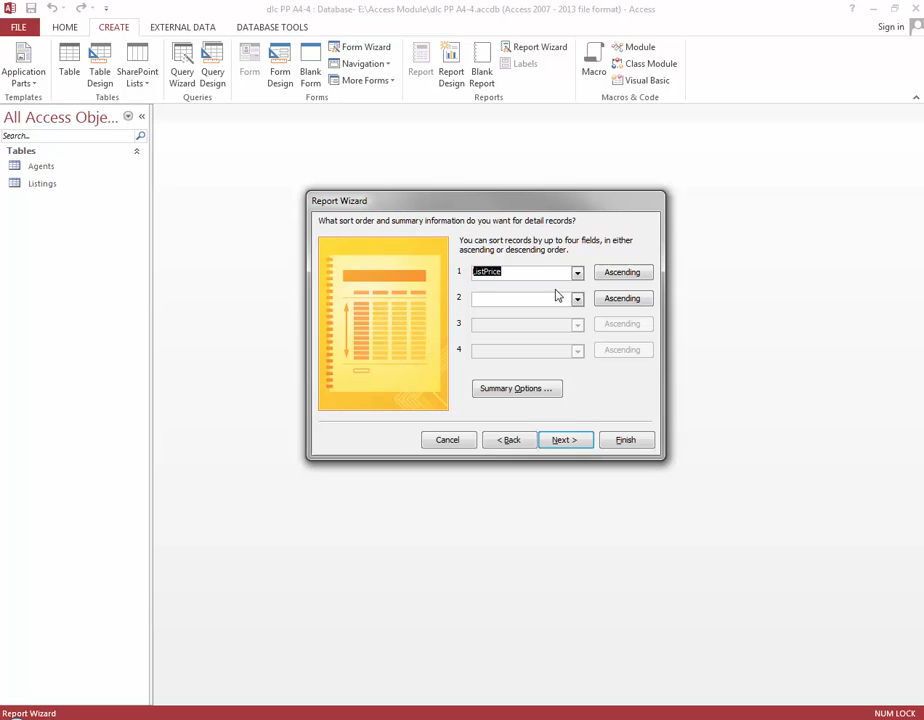 dlc PP A4-4 : Database- E:\Access Module\dlc PP A4-4.accdb (Access 2007 - 2013 file format) - Access
?
FILE HOME CREATE EXTERNAL DATA DATABASE TOOLS Sign in
Application Parts
Table
Table Design
SharePoint Lists
Query Wizard
Query Design
Form
Form Design
Blank Form
Form Wizard
Navigation
More Forms
Report
Report Design
Blank Report
Report Wizard
Labels
Macro
Module
Class Module
Visual Basic
Templates Tables Queries Forms Reports Macros & Code
All Access Obje...
Search...
Tables
Agents
Listings
Report Wizard
What sort order and summary information do you want for detail records?
You can sort records by up to four fields, in either
ascending or descending order.
1 ListPrice Ascending
2 Ascending
3 Ascending
4 Ascending
Summary Options ...
Cancel < Back Next > Finish
Report Wizard NUM LOCK